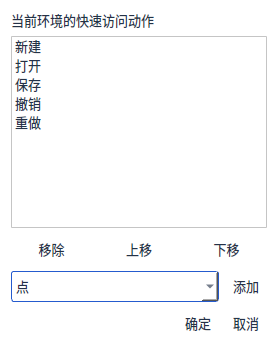 当前环境的快速访问动作
新建
打开
保存
撤销
重做
移除 上移 下移
点 添加
确定 取消